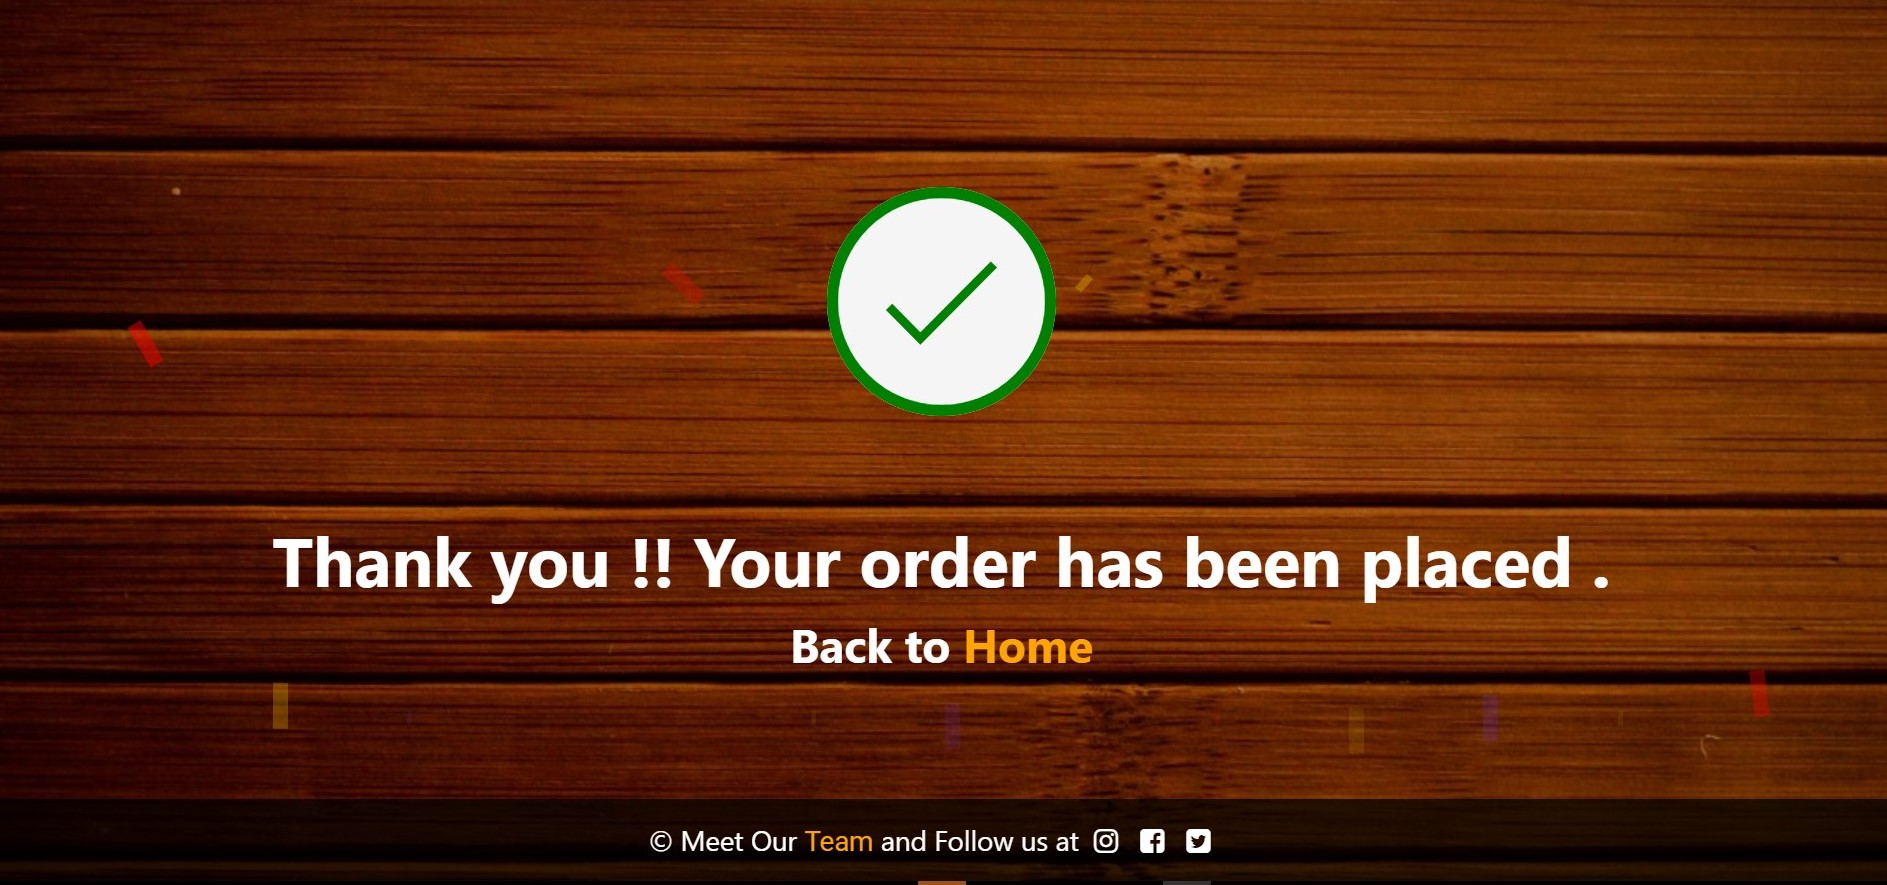 Thank you !! Your order has been placed .
Back to Home
© Meet Our Team and Follow us at